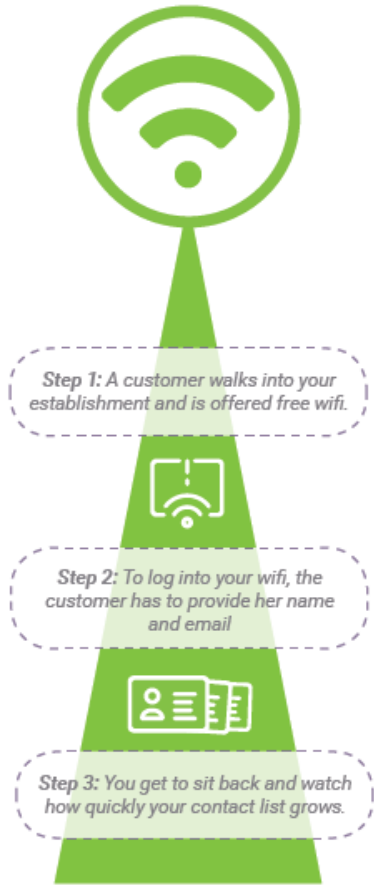 Step 1: A customer walks into your
establishment and is offered free wifi.
Step 2: To log into your wifi, the
customer has to provide her name
and email
Step 3: You get to sit back and watch
how quickly your contact list grows.